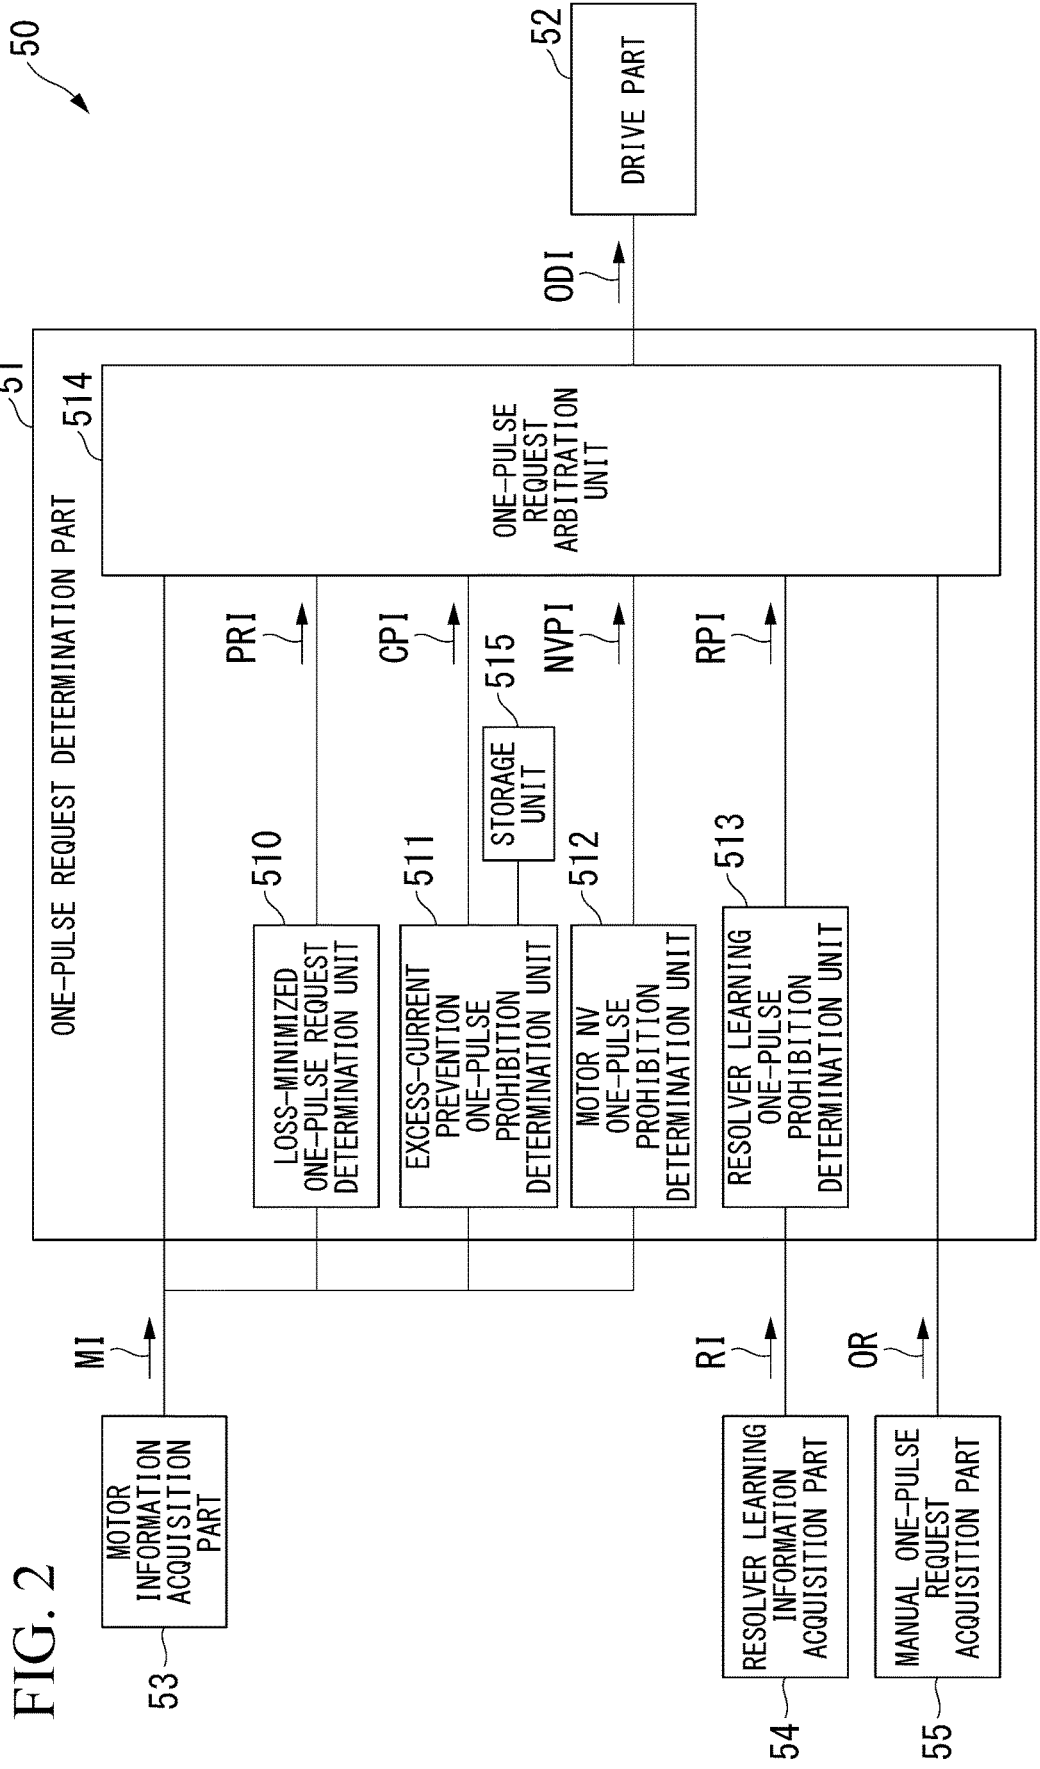 FIG. 2
50
51
ONE-PULSE REQUEST DETERMINATION PART
53
MOTOR
INFORMATION
ACQUISITION
PART
MI
514
ONE-PULSE
REQUEST
ARBITRATION
UNIT
510
LOSS-MINIMIZED
ONE-PULSE REQUEST
DETERMINATION UNIT
PRI
511
EXCESS-CURRENT
PREVENTION
ONE-PULSE
PROHIBITION
DETERMINATION UNIT
CPI
515
STORAGE
UNIT
512
MOTOR NV
ONE-PULSE
PROHIBITION
DETERMINATION UNIT
NVPI
ODI
52
DRIVE PART
54
RESOLVER LEARNING
INFORMATION
ACQUISITION PART
RI
513
RESOLVER LEARNING
ONE-PULSE
PROHIBITION
DETERMINATION UNIT
RPI
55
MANUAL ONE-PULSE
REQUEST
ACQUISITION PART
OR